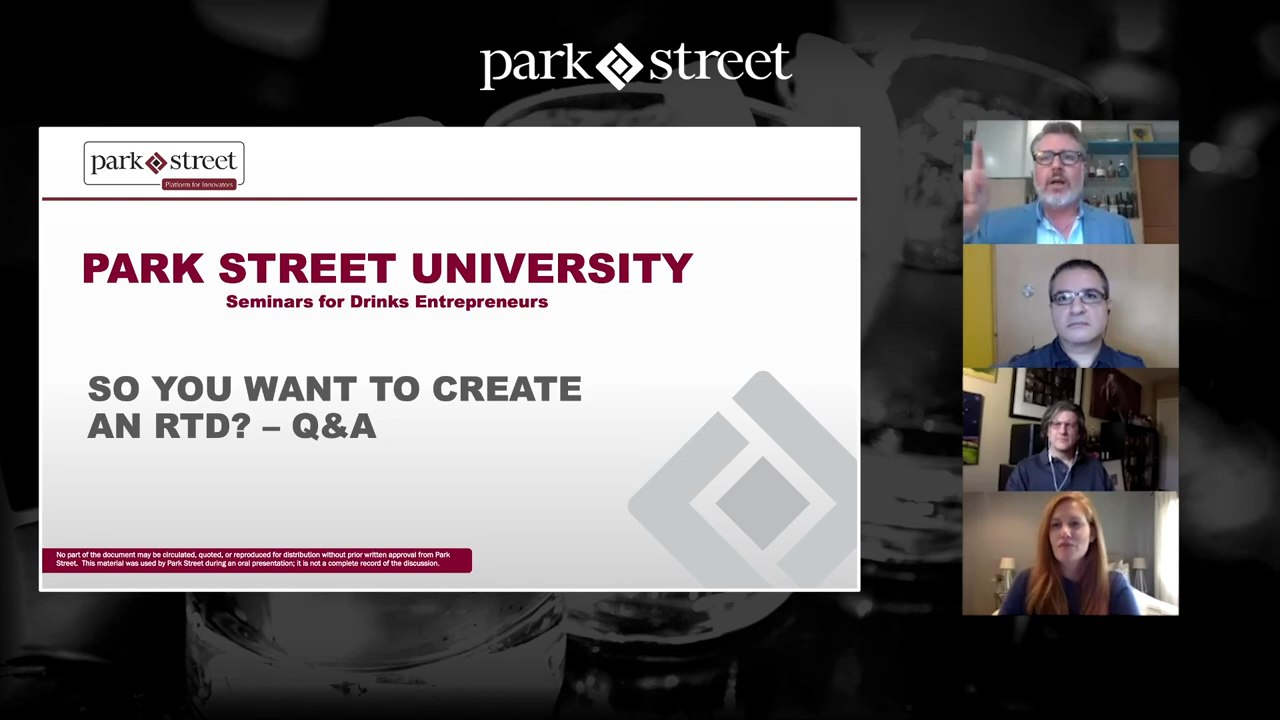 park street
park street
Platform for Innovators
PARK STREET UNIVERSITY
Seminars for Drinks Entrepreneurs
SO YOU WANT TO CREATE
AN RTD? – Q&A
No part of the document may be circulated, quoted, or reproduced for distribution without prior written approval from Park
Street. This material was used by Park Street during an oral presentation; it is not a complete record of the discussion.